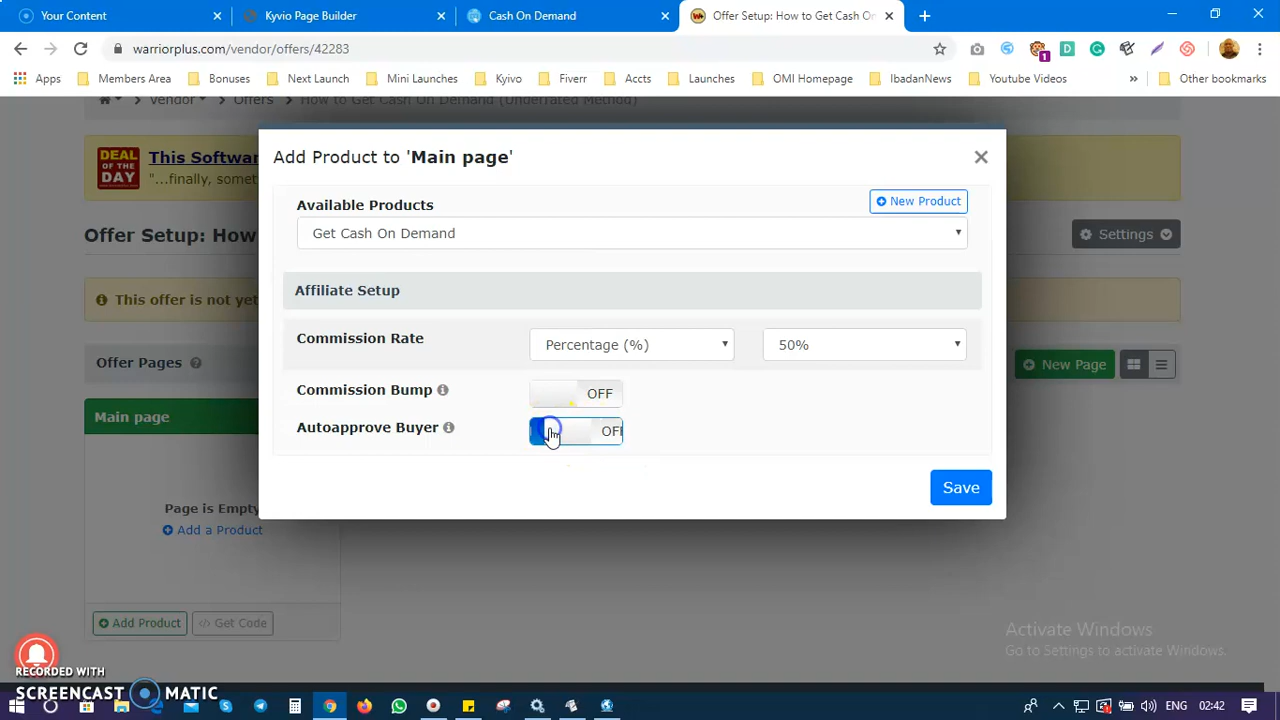 Your Content
Kyvio Page Builder
Cash On Demand
Offer Setup: How to Get Cash On
warriorplus.com/vendor/offers/42283
1
Apps
Members Area
Bonuses
Next Launch
Mini Launches
Kyivo
Fiverr
Accts
Launches
OMI Homepage
IbadanNews
Youtube Videos
Other bookmarks
Vendor
Offers
How to Get Cash On Demand (Underrated Method)
DEAL OF THE DAY
This Softwar
"...finally, somet
Add Product to 'Main page'
Available Products
New Product
Get Cash On Demand
Offer Setup: How
Settings
Affiliate Setup
This offer is not yet
Commission Rate
Percentage (%)
50%
Offer Pages
New Page
Commission Bump
OFF
Main page
Autoapprove Buyer
OFF
Save
Page is Empty
Add a Product
Add Product
Get Code
Activate Windows
Go to Settings to activate Windows.
RECORDED WITH
SCREENCAST MATIC
ENG
02:42